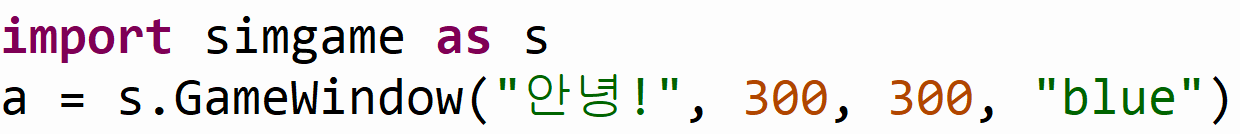 import simgame as s
a = s.GameWindow("안녕!", 300, 300, "blue")